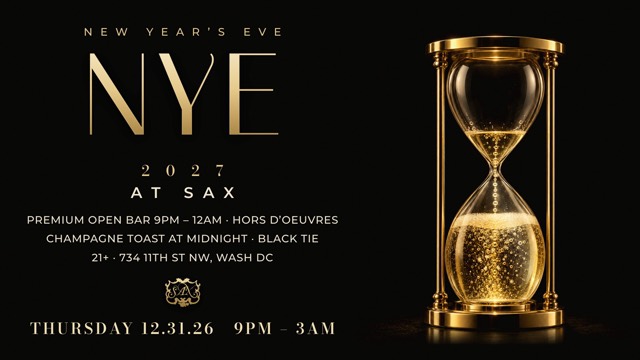 NEW YEAR'S EVE
NYE
2027
AT SAX
PREMIUM OPEN BAR 9PM – 12AM · HORS D'OEUVRES
CHAMPAGNE TOAST AT MIDNIGHT · BLACK TIE
21+ · 734 11TH ST NW, WASH DC
SAX
THURSDAY 12.31.26 9PM – 3AM